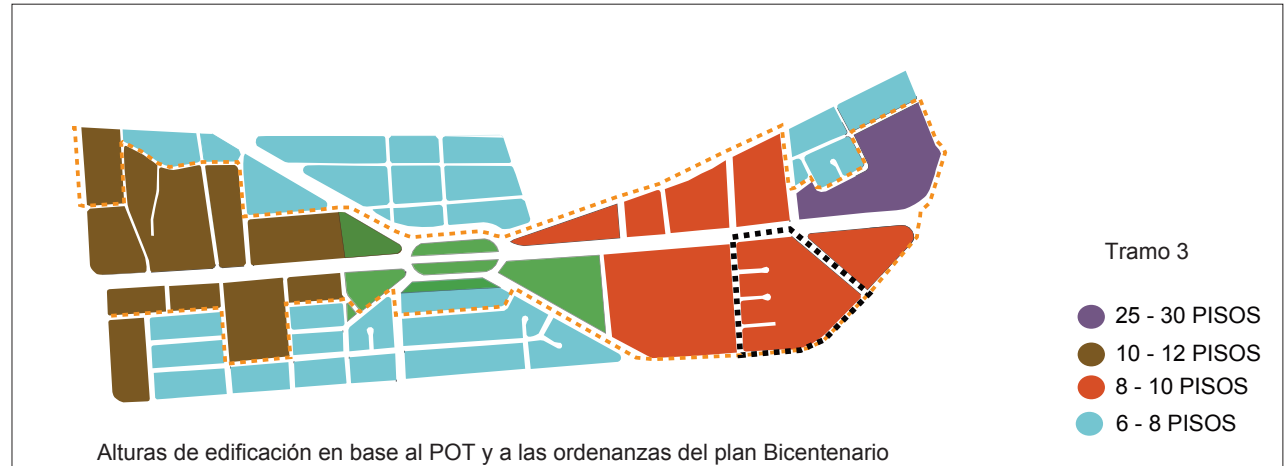 Tramo 3
25 - 30 PISOS
10 - 12 PISOS
8 - 10 PISOS
6 - 8 PISOS
Alturas de edificación en base al POT y a las ordenanzas del plan Bicentenario